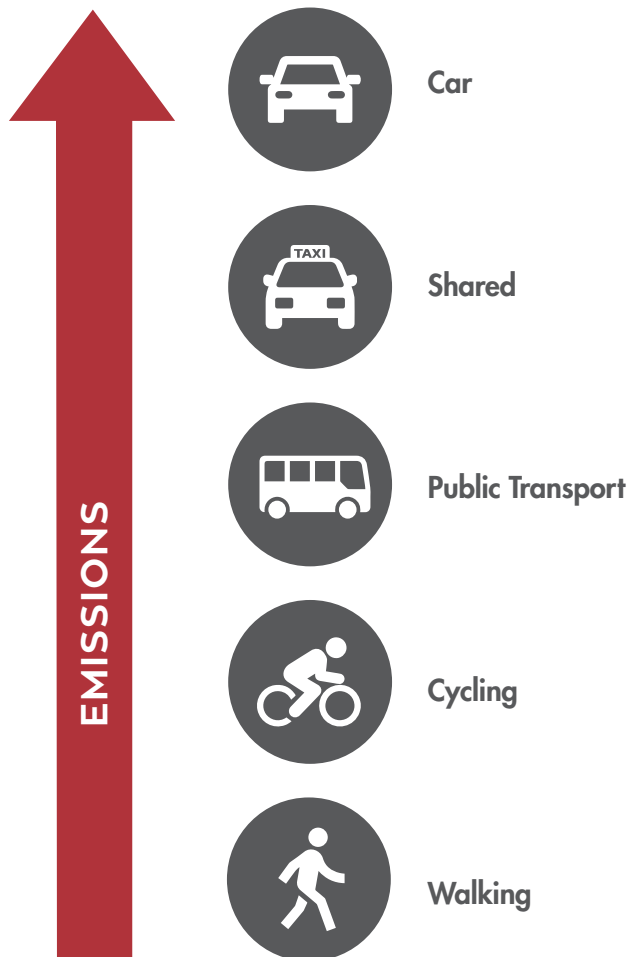 Car
TAXI
Shared
Public Transport
EMISSIONS
Cycling
Walking